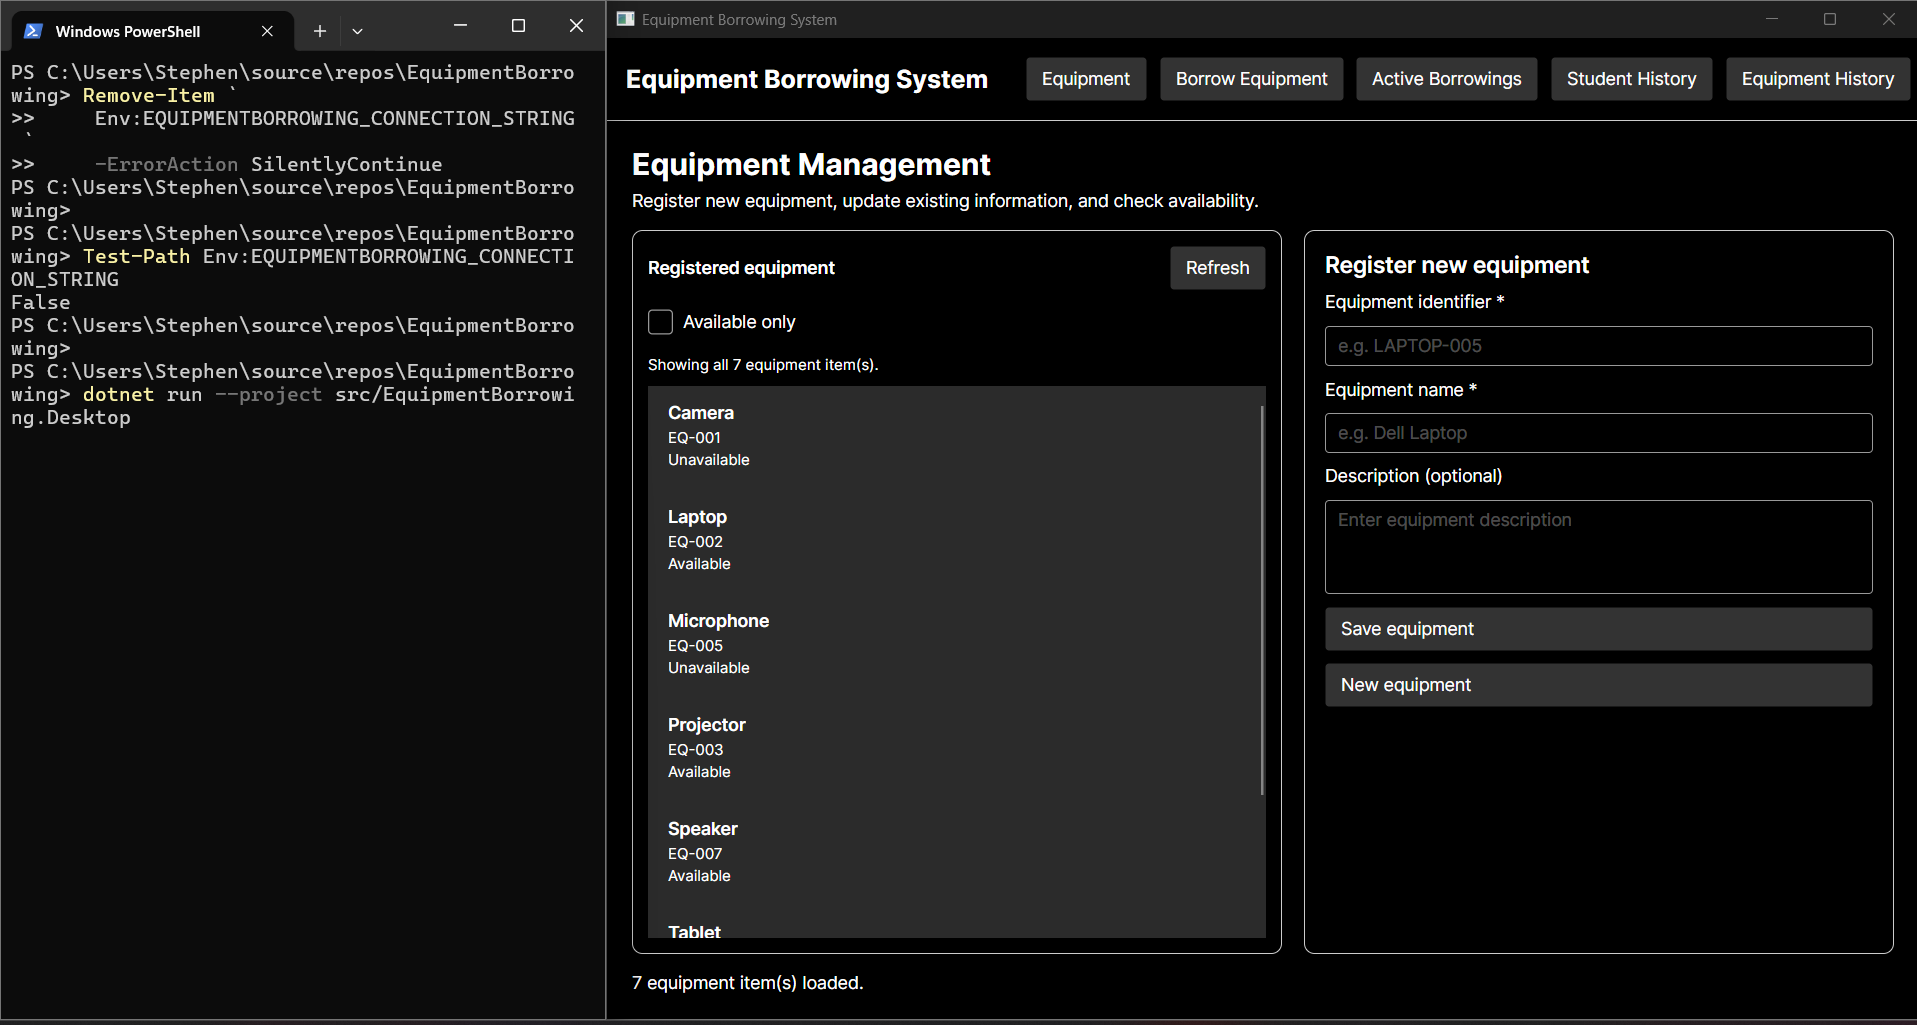 Windows PowerShell
PS C:\Users\Stephen\source\repos\EquipmentBorro
wing> Remove-Item `
>>     Env:EQUIPMENTBORROWING_CONNECTION_STRING
 `
>>     -ErrorAction SilentlyContinue
PS C:\Users\Stephen\source\repos\EquipmentBorro
wing>
PS C:\Users\Stephen\source\repos\EquipmentBorro
wing> Test-Path Env:EQUIPMENTBORROWING_CONNECTI
ON_STRING
False
PS C:\Users\Stephen\source\repos\EquipmentBorro
wing>
PS C:\Users\Stephen\source\repos\EquipmentBorro
wing> dotnet run --project src/EquipmentBorrowi
ng.Desktop
Equipment Borrowing System
Equipment Borrowing System
Equipment
Borrow Equipment
Active Borrowings
Student History
Equipment History
Equipment Management
Register new equipment, update existing information, and check availability.
Registered equipment
Refresh
Available only
Showing all 7 equipment item(s).
Camera
EQ-001
Unavailable
Laptop
EQ-002
Available
Microphone
EQ-005
Unavailable
Projector
EQ-003
Available
Speaker
EQ-007
Available
Tablet
7 equipment item(s) loaded.
Register new equipment
Equipment identifier *
e.g. LAPTOP-005
Equipment name *
e.g. Dell Laptop
Description (optional)
Enter equipment description
Save equipment
New equipment